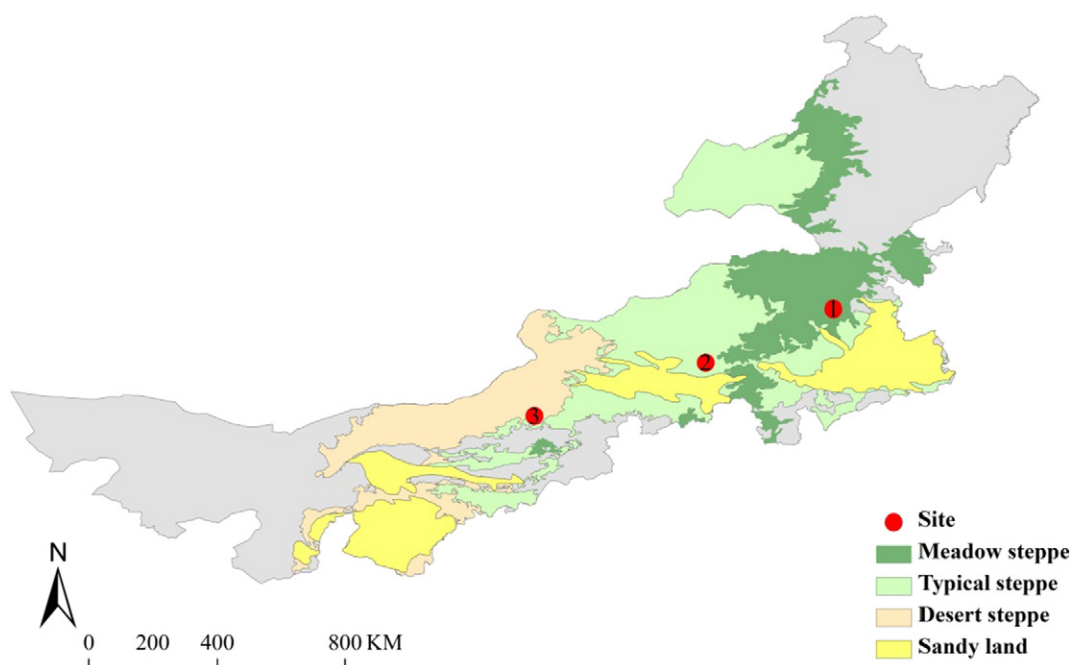 1
2
3
Site
Meadow steppe
Typical steppe
Desert steppe
Sandy land
N
0 200 400 800 KM